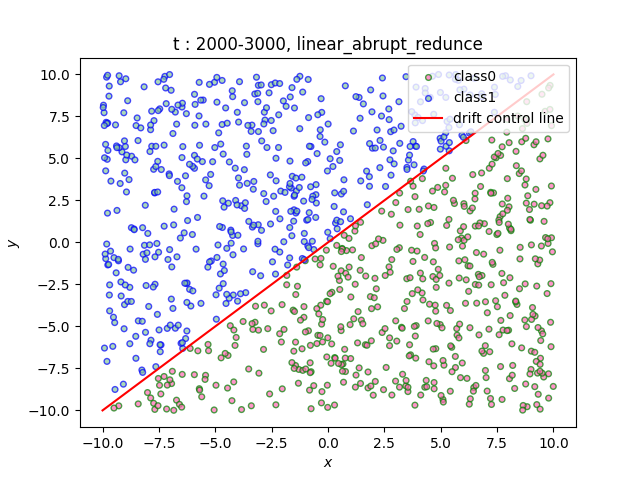 t : 2000-3000, linear_abrupt_redunce
class0
class1
drift control line
10.0
7.5
5.0
2.5
0.0
−2.5
−5.0
−7.5
−10.0
y
−10.0 −7.5 −5.0 −2.5 0.0 2.5 5.0 7.5 10.0
x